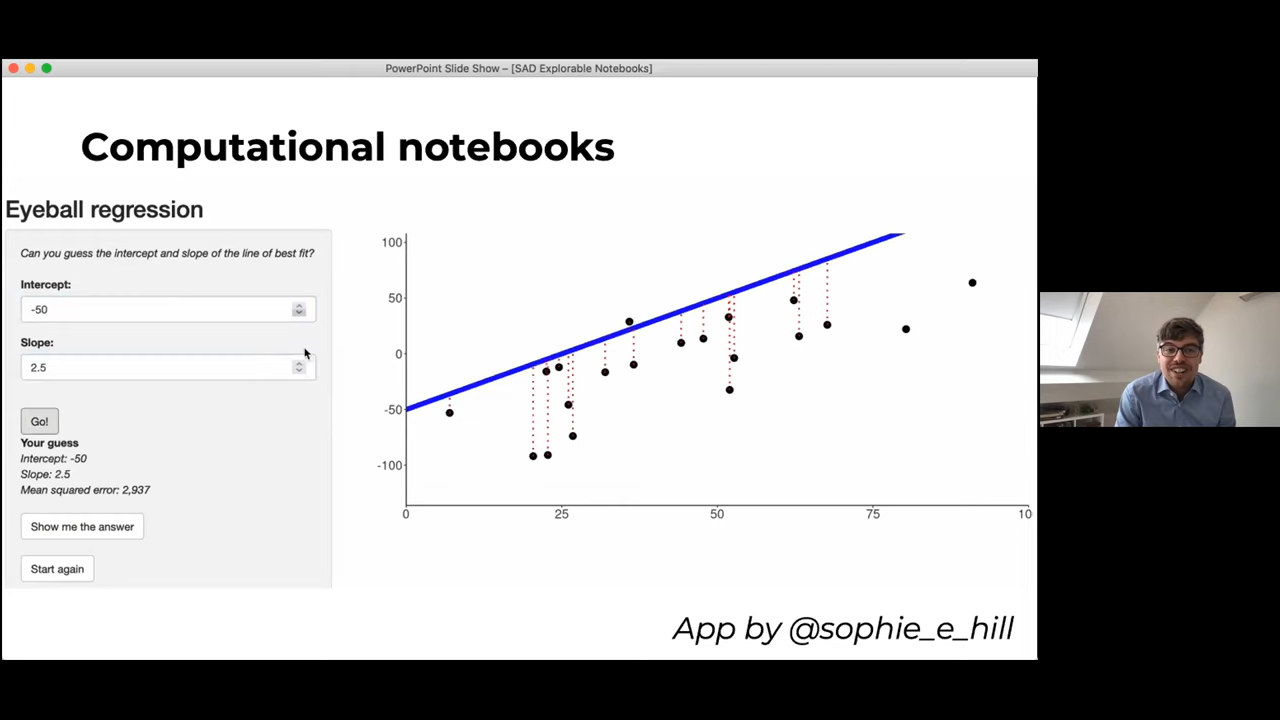 PowerPoint Slide Show – [SAD Explorable Notebooks]
Computational notebooks
Eyeball regression
Can you guess the intercept and slope of the line of best fit?
Intercept:
-50
Slope:
2.5
Go!
Your guess
Intercept: -50
Slope: 2.5
Mean squared error: 2,937
Show me the answer
Start again
100
50
0
-50
-100
0
25
50
75
10
App by @sophie_e_hill